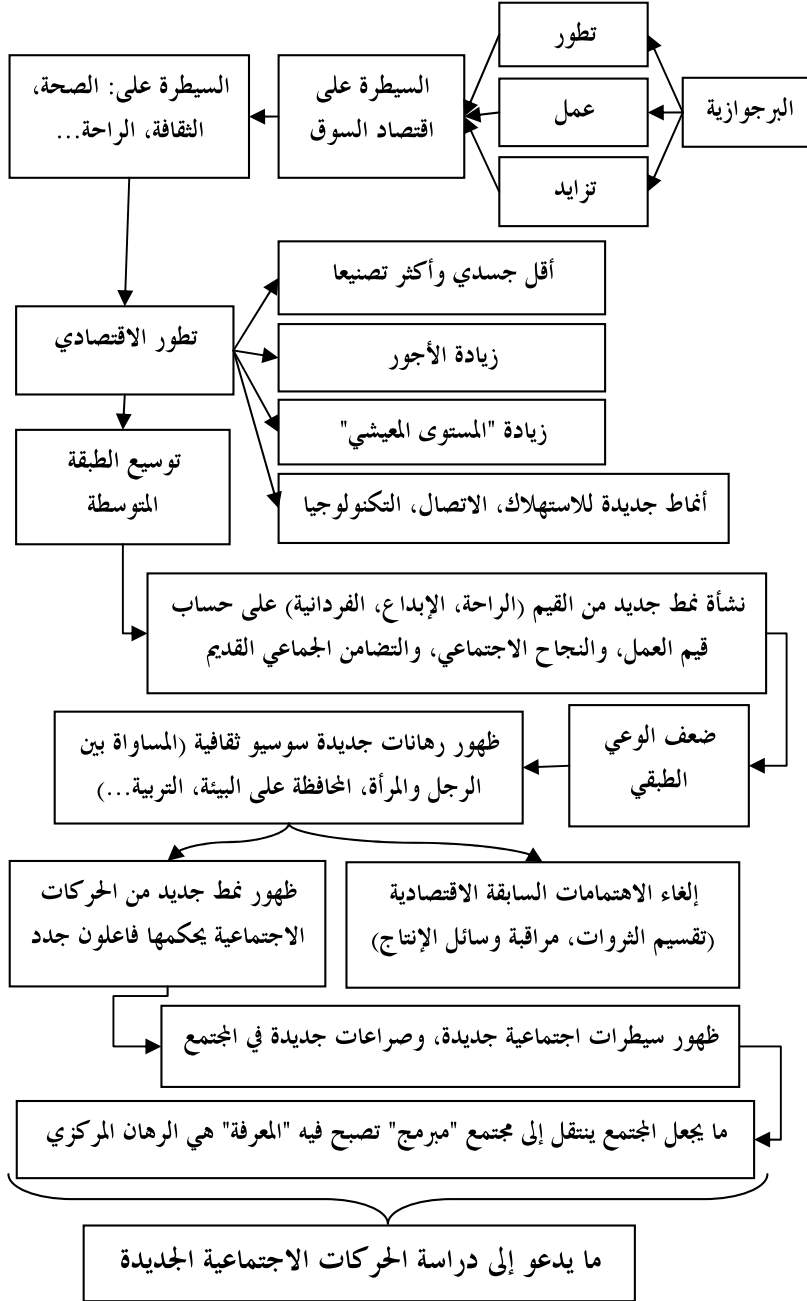 البرجوازية
تطور
عمل
تزايد
السيطرة على
اقتصاد السوق
السيطرة على: الصحة،
الثقافة، الراحة...
تطور الاقتصادي
أقل جسدي وأكثر تصنيعا
زيادة الأجور
زيادة "المستوى المعيشي"
أنماط جديدة للاستهلاك، الاتصال، التكنولوجيا
توسيع الطبقة
المتوسطة
نشأة نمط جديد من القيم (الراحة، الإبداع، الفردانية) على حساب
قيم العمل، والنجاح الاجتماعي، والتضامن الجماعي القديم
ضعف الوعي
الطبقي
ظهور رهانات جديدة سوسيو ثقافية (المساواة بين
الرجل والمرأة، المحافظة على البيئة، التربية...)
إلغاء الاهتمامات السابقة الاقتصادية
(تقسيم الثروات، مراقبة وسائل الإنتاج)
ظهور نمط جديد من الحركات
الاجتماعية يحكمها فاعلون جدد
ظهور سيطرات اجتماعية جديدة، وصراعات جديدة في المجتمع
ما يجعل المجتمع ينتقل إلى مجتمع "مبرمج" تصبح فيه "المعرفة" هي الرهان المركزي
ما يدعو إلى دراسة الحركات الاجتماعية الجديدة